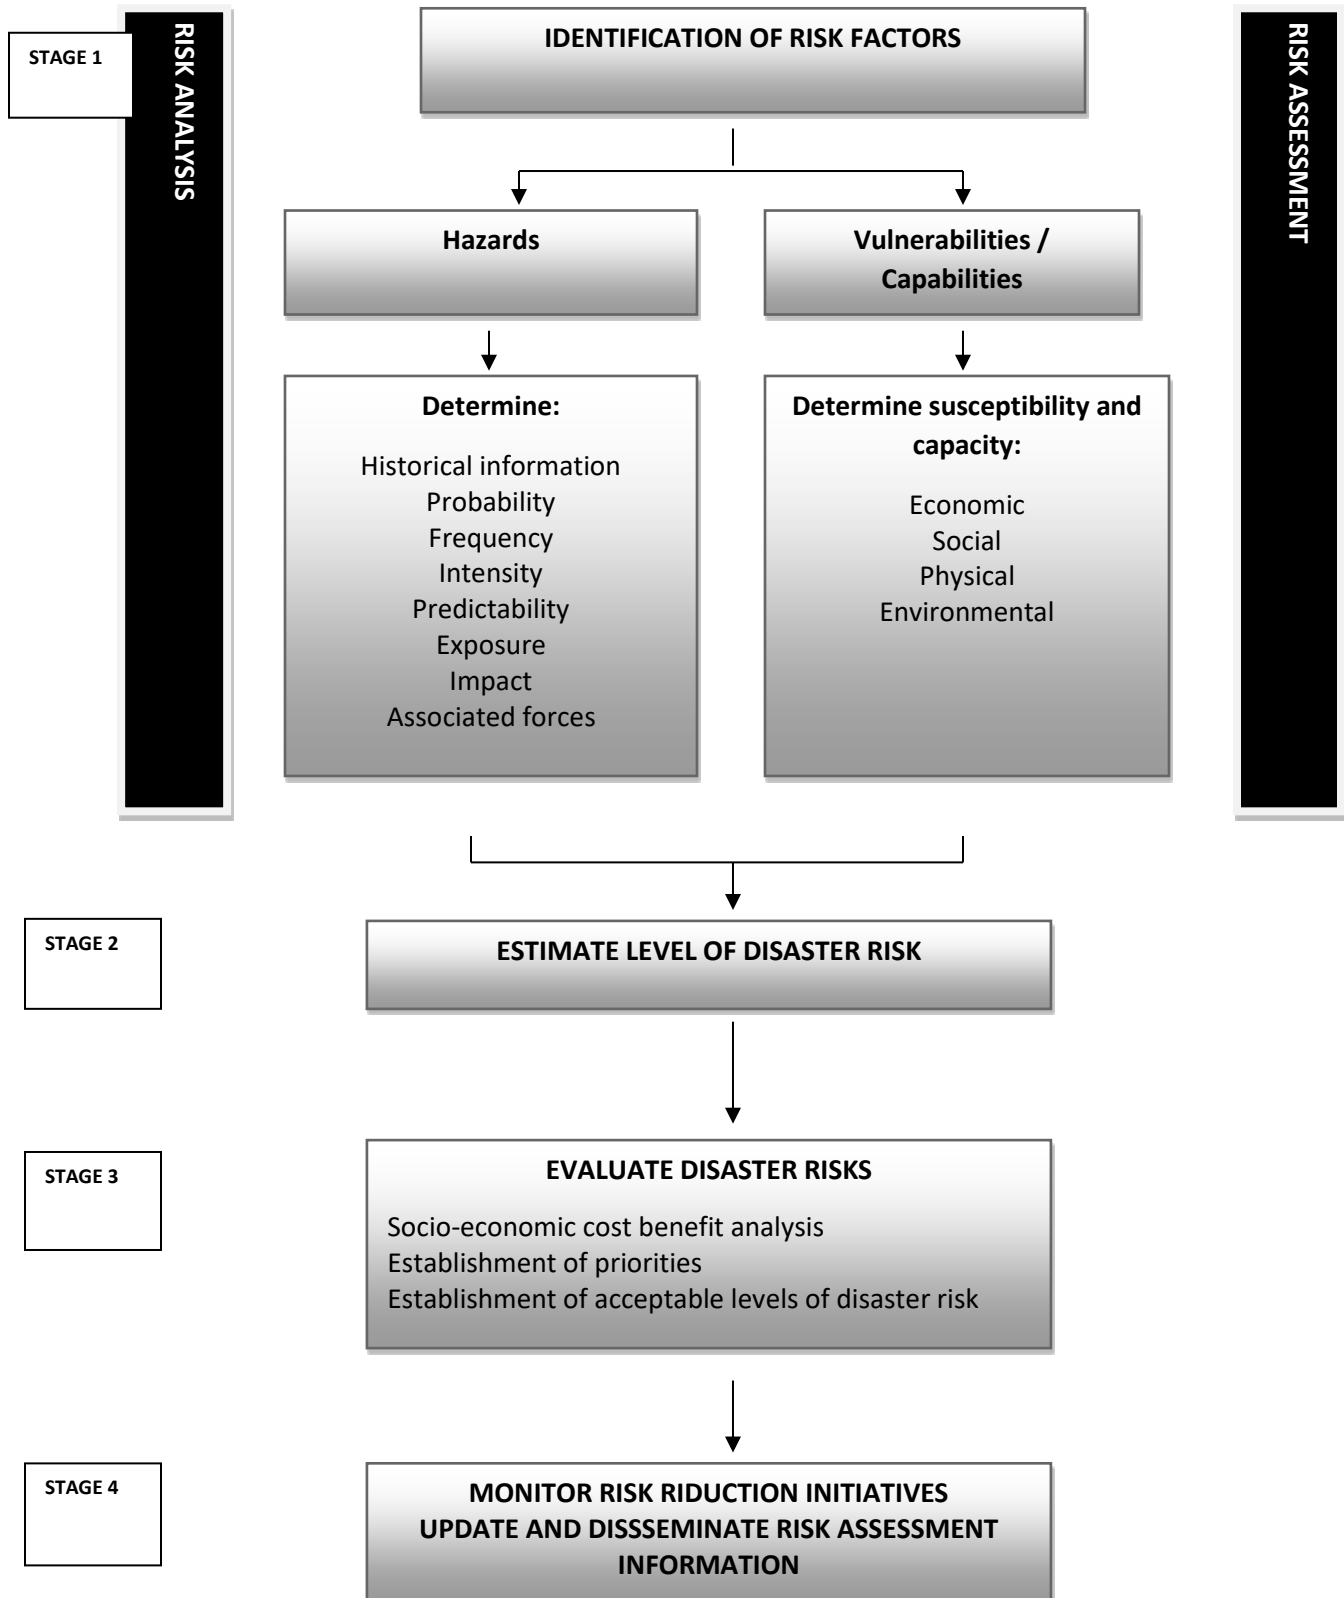 STAGE 1
RISK ANALYSIS
RISK ASSESSMENT
IDENTIFICATION OF RISK FACTORS
Hazards
Vulnerabilities /
Capabilities
Determine:
Historical information
Probability
Frequency
Intensity
Predictability
Exposure
Impact
Associated forces
Determine susceptibility and
capacity:
Economic
Social
Physical
Environmental
STAGE 2
ESTIMATE LEVEL OF DISASTER RISK
STAGE 3
EVALUATE DISASTER RISKS
Socio-economic cost benefit analysis
Establishment of priorities
Establishment of acceptable levels of disaster risk
STAGE 4
MONITOR RISK RIDUCTION INITIATIVES
UPDATE AND DISSSEMINATE RISK ASSESSMENT
INFORMATION